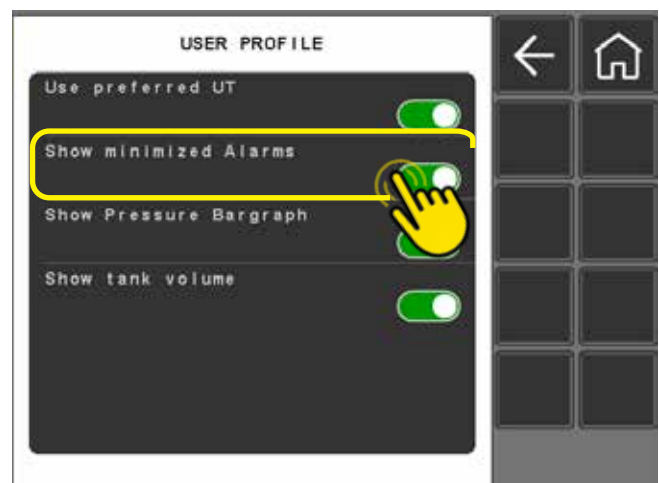 USER PROFILE
Use preferred UT
Show minimized Alarms
Show Pressure Bargraph
Show tank volume